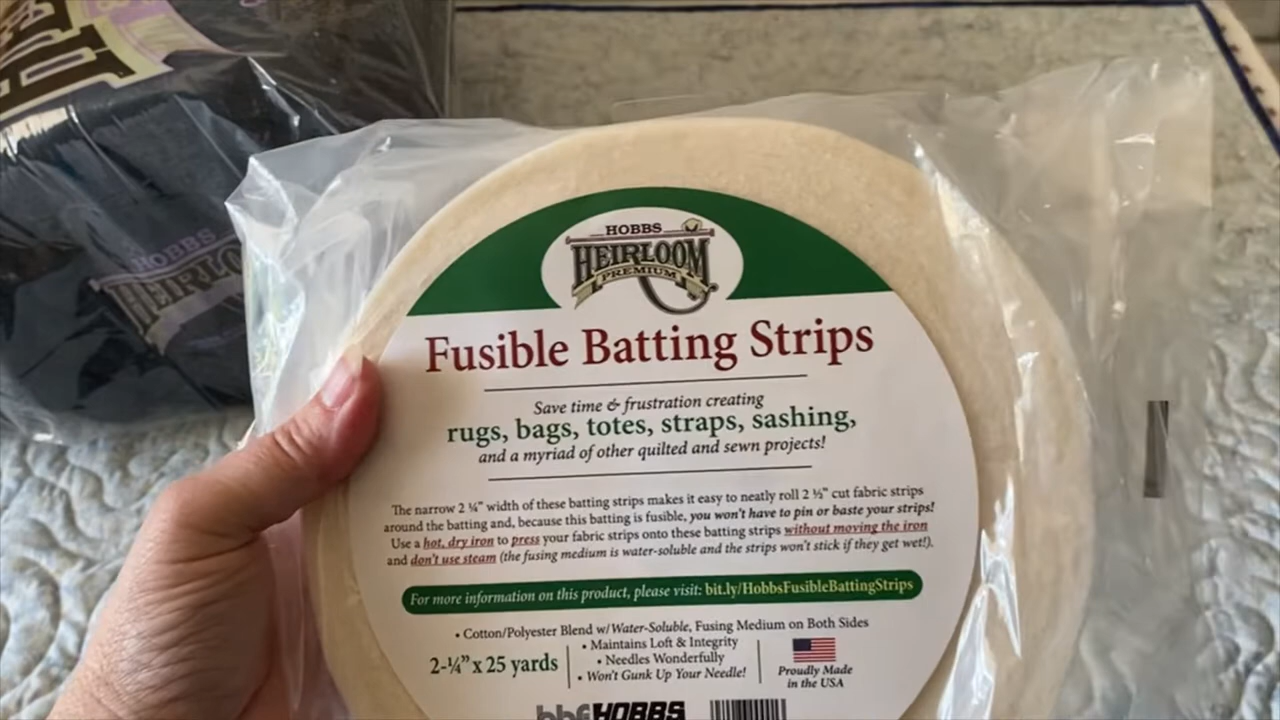 HOBBS
HEIRLOOM
PREMIUM
Fusible Batting Strips
Save time & frustration creating
rugs, bags, totes, straps, sashing,
and a myriad of other quilted and sewn projects!
The narrow 2 ¼" width of these batting strips makes it easy to neatly roll 2 ½" cut fabric strips
around the batting and, because this batting is fusible, you won't have to pin or baste your strips!
Use a hot, dry iron to press your fabric strips onto these batting strips without moving the iron
and don't use steam (the fusing medium is water-soluble and the strips won't stick if they get wet!).
For more information on this product, please visit: bit.ly/HobbsFusibleBattingStrips
• Cotton/Polyester Blend w/Water-Soluble, Fusing Medium on Both Sides
2-¼" x 25 yards
• Maintains Loft & Integrity
• Needles Wonderfully
• Won't Gunk Up Your Needle!
Proudly Made
in the USA
HOBBS
HOBBS
HEIRLO